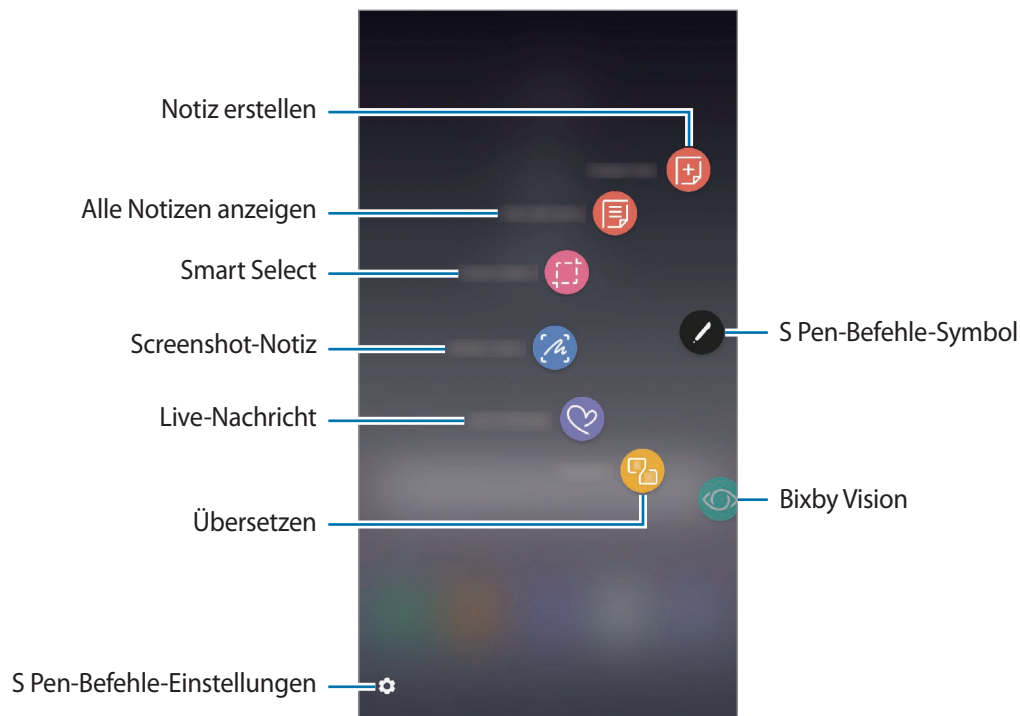 Notiz erstellen
Alle Notizen anzeigen
Smart Select
Screenshot-Notiz
S Pen-Befehle-Symbol
Live-Nachricht
Bixby Vision
Übersetzen
S Pen-Befehle-Einstellungen